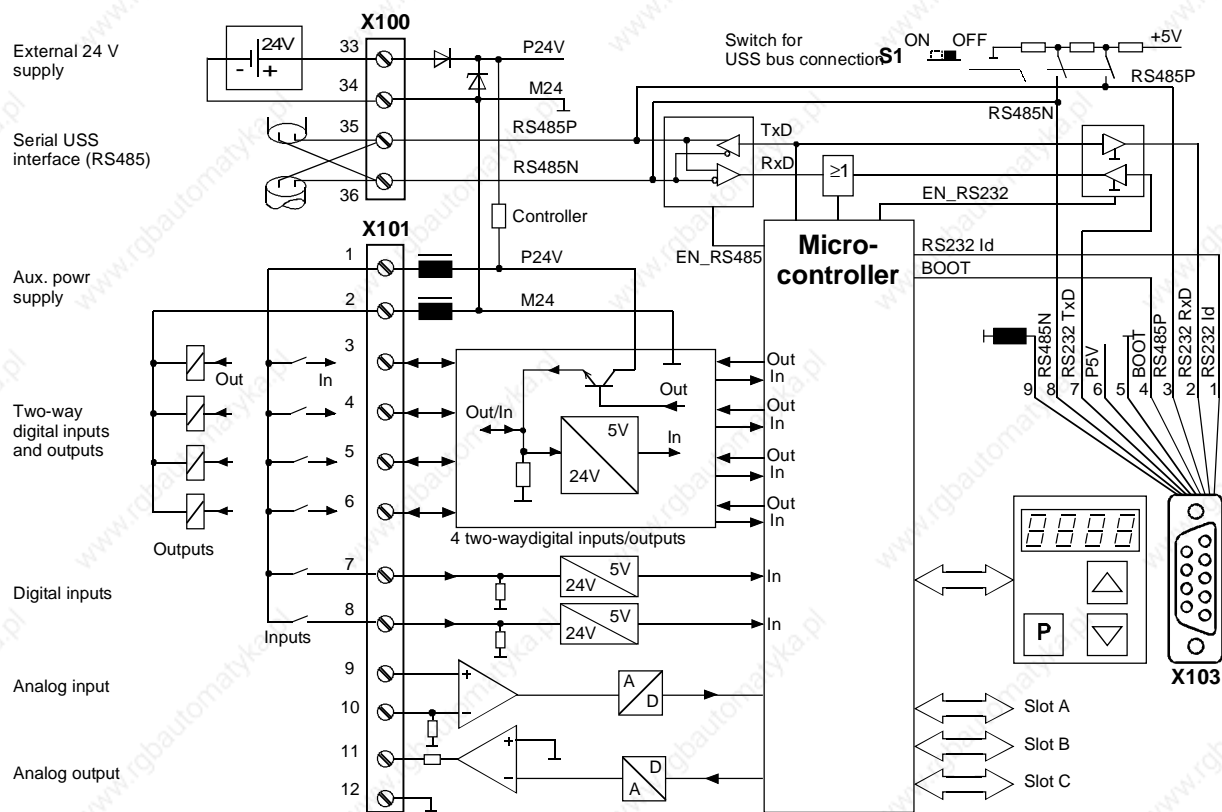 X100
External 24 V
supply
24V
- +
33
34
P24V
M24
Serial USS
interface (RS485)
35
36
RS485P
RS485N
Switch for
USS bus connection
S1
ON
OFF
+5V
RS485P
RS485N
TxD
RxD
≥1
EN_RS232
EN_RS485
Controller
X101
Aux. powr
supply
1
2
P24V
M24
Micro-
controller
RS232 Id
BOOT
RS485N
RS232 TxD
P5V
BOOT
RS485P
RS232 RxD
RS232 Id
9 8 7 6 5 4 3 2 1
Two-way
digital inputs
and outputs
Out
In
Outputs
3
4
5
6
Out/In
Out
In
5V
24V
4 two-waydigital inputs/outputs
Out
In
Out
In
Out
In
Out
In
Digital inputs
Inputs
7
8
5V
24V
In
5V
24V
In
P
X103
Analog input
9
10
+
-
A
D
Analog output
11
12
+
-
D
A
Slot A
Slot B
Slot C
www.rgbautomatyka.pl